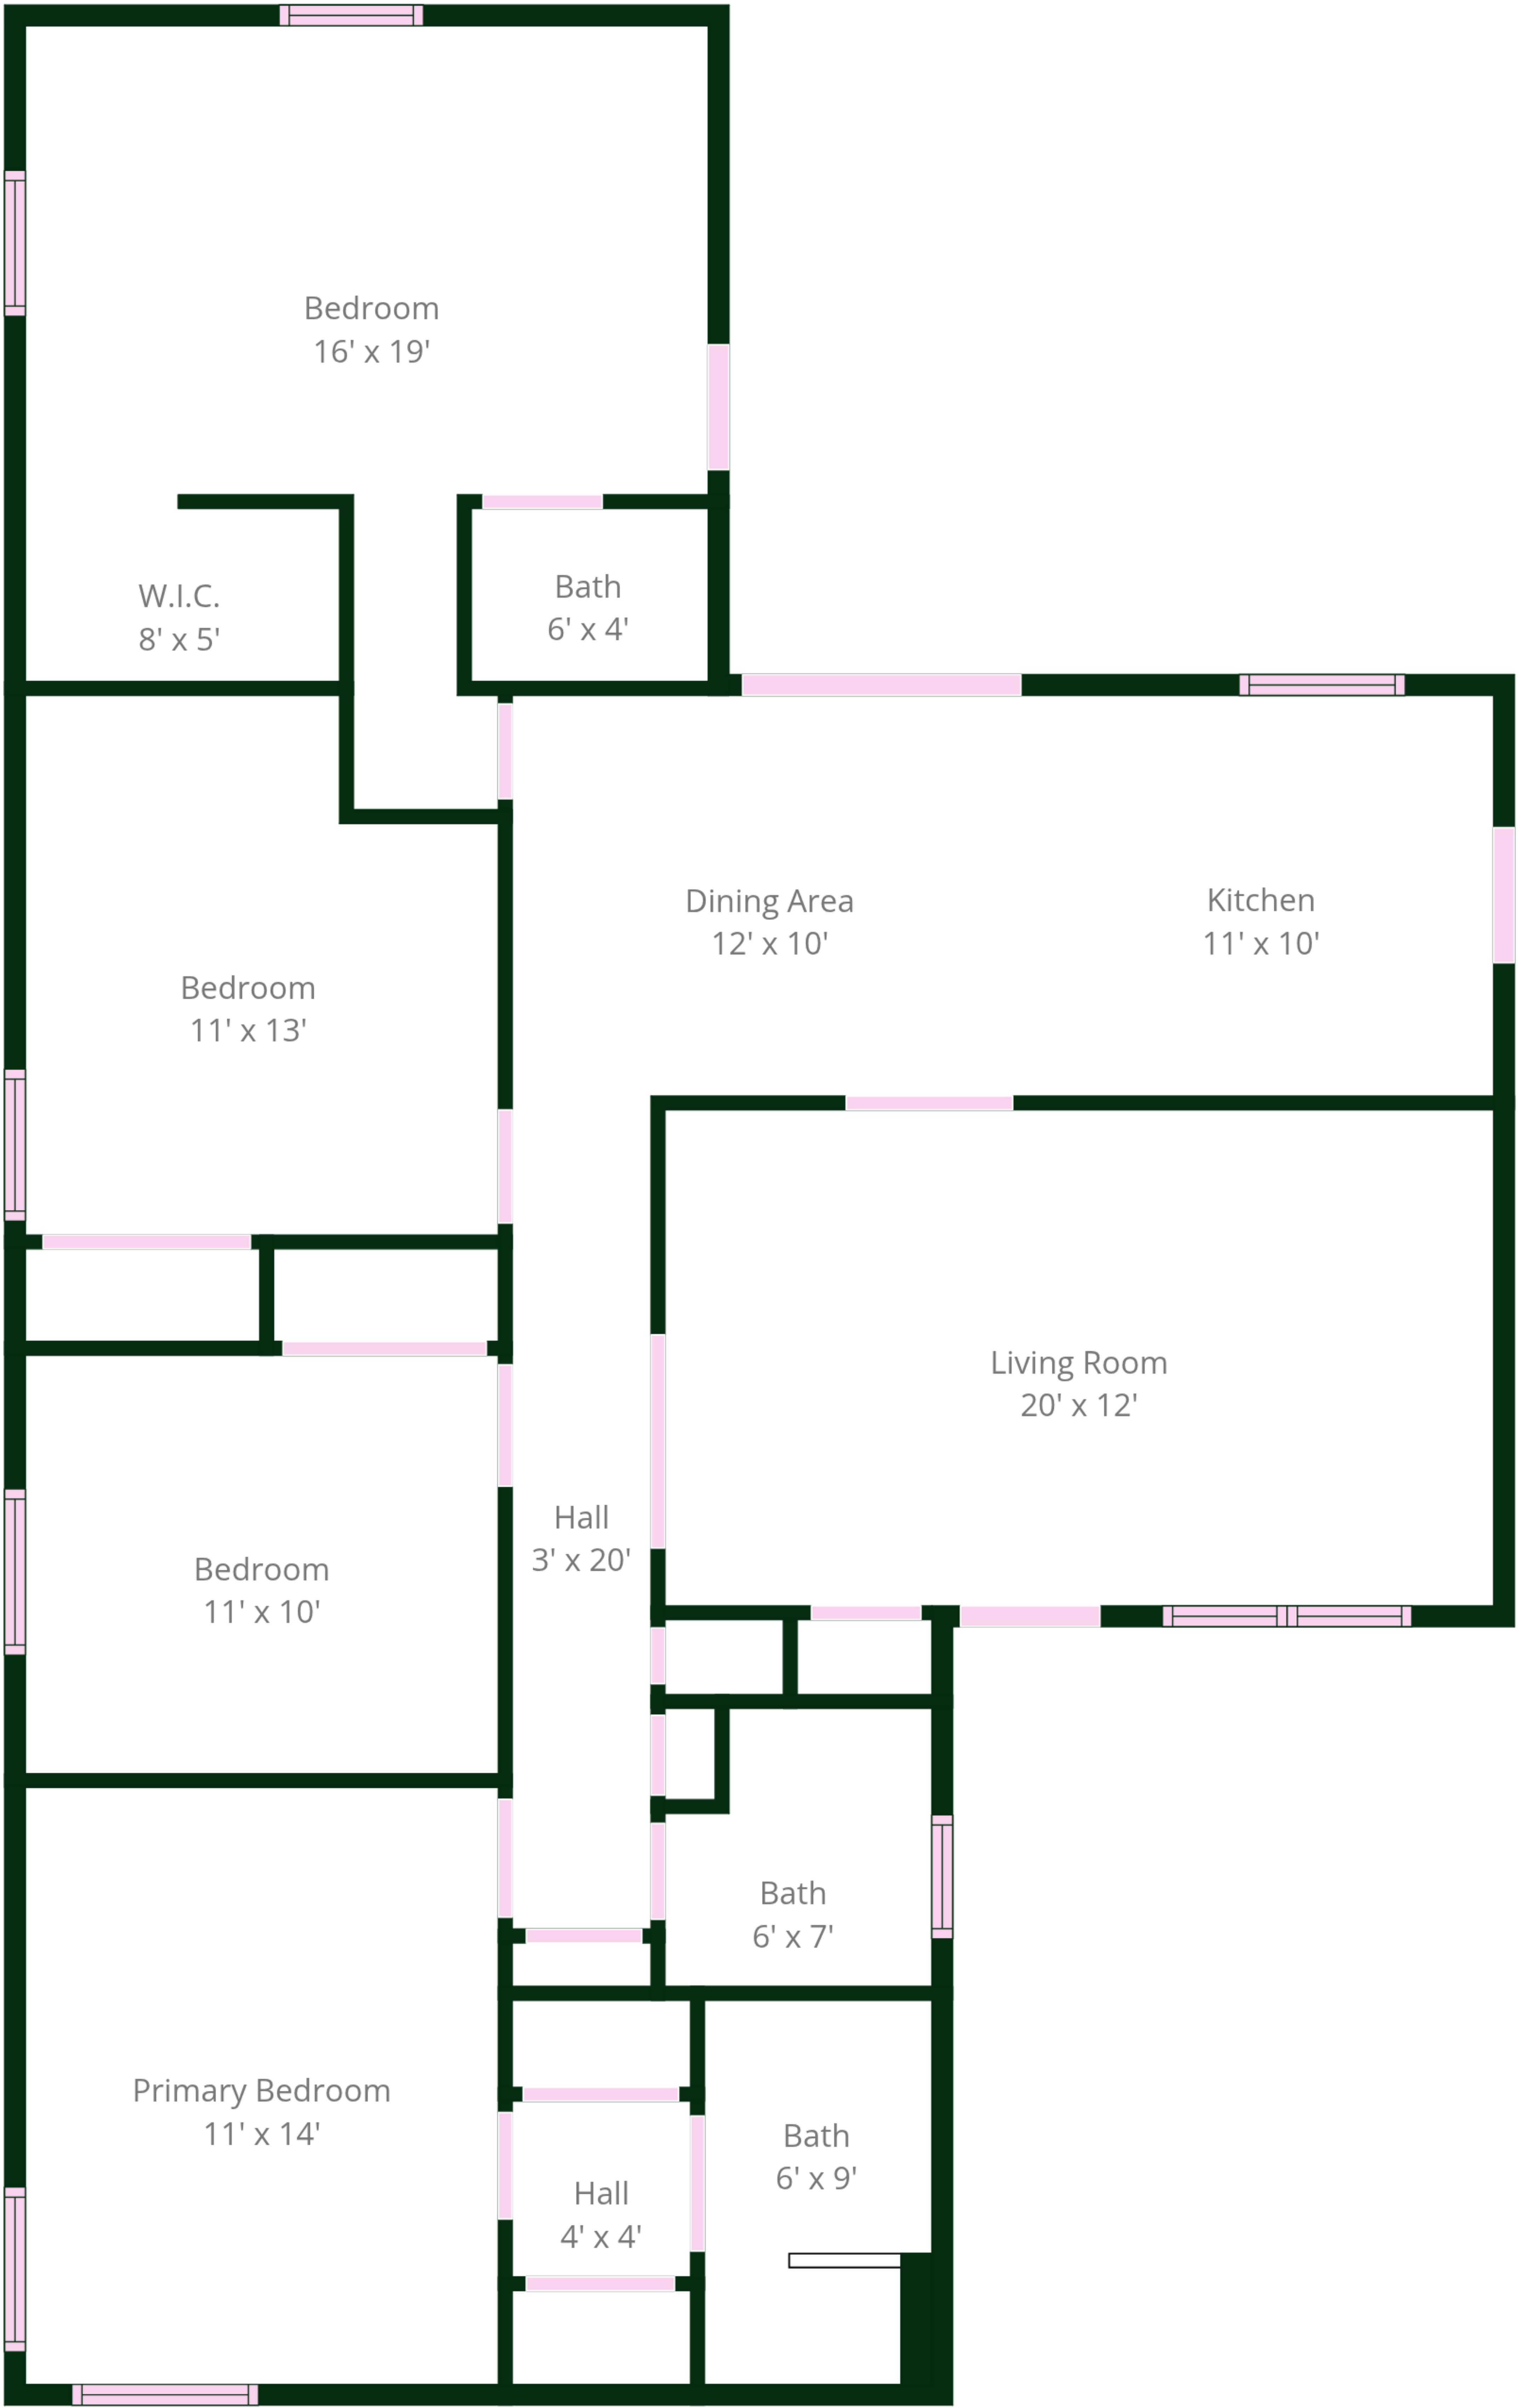 Bedroom
16' x 19'
W.I.C.
8' x 5'
Bath
6' x 4'
Dining Area
12' x 10'
Kitchen
11' x 10'
Bedroom
11' x 13'
Living Room
20' x 12'
Hall
3' x 20'
Bedroom
11' x 10'
Bath
6' x 7'
Primary Bedroom
11' x 14'
Bath
6' x 9'
Hall
4' x 4'